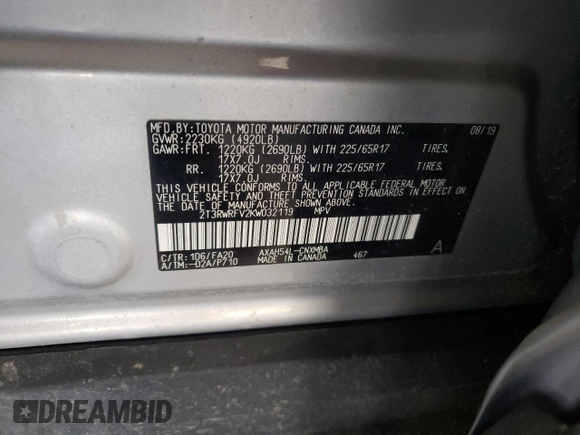 MFD.BY:TOYOTA MOTOR MANUFACTURING CANADA INC. 08/19
GVWR:2230KG (4920LB)
GAWR:FRT. 1220KG (2690LB) WITH 225/65R17 TIRES.
17X7.0J RIMS.
RR. 1220KG (2690LB) WITH 225/65R17 TIRES.
17X7.0J RIMS.
THIS VEHICLE CONFORMS TO ALL APPLICABLE FEDERAL MOTOR
VEHICLE SAFETY AND THEFT PREVENTION STANDARDS IN EFFECT
ON THE DATE OF MANUFACTURE SHOWN ABOVE.
2T3RWRFV2KW032119 MPV
C/TR:1D6/FA20 AXAH54L-CNXMBA 467 A
A/TM:-02A/P710 MADE IN CANADA
DREAMBID